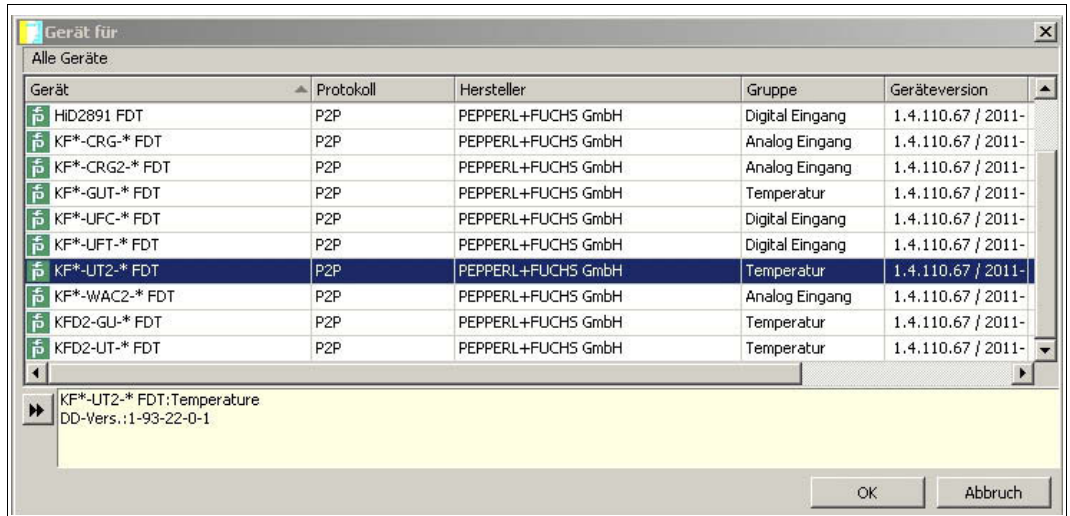 Gerät für
Alle Geräte
Gerät Protokoll Hersteller Gruppe Geräteversion
HiD2891 FDT P2P PEPPERL+FUCHS GmbH Digital Eingang 1.4.110.67 / 2011-
KF*-CRG-* FDT P2P PEPPERL+FUCHS GmbH Analog Eingang 1.4.110.67 / 2011-
KF*-CRG2-* FDT P2P PEPPERL+FUCHS GmbH Analog Eingang 1.4.110.67 / 2011-
KF*-GUT-* FDT P2P PEPPERL+FUCHS GmbH Temperatur 1.4.110.67 / 2011-
KF*-UFC-* FDT P2P PEPPERL+FUCHS GmbH Digital Eingang 1.4.110.67 / 2011-
KF*-UFT-* FDT P2P PEPPERL+FUCHS GmbH Digital Eingang 1.4.110.67 / 2011-
KF*-UT2-* FDT P2P PEPPERL+FUCHS GmbH Temperatur 1.4.110.67 / 2011-
KF*-WAC2-* FDT P2P PEPPERL+FUCHS GmbH Analog Eingang 1.4.110.67 / 2011-
KFD2-GU-* FDT P2P PEPPERL+FUCHS GmbH Temperatur 1.4.110.67 / 2011-
KFD2-UT-* FDT P2P PEPPERL+FUCHS GmbH Temperatur 1.4.110.67 / 2011-
KF*-UT2-* FDT:Temperature
DD-Vers.:1-93-22-0-1
OK Abbruch